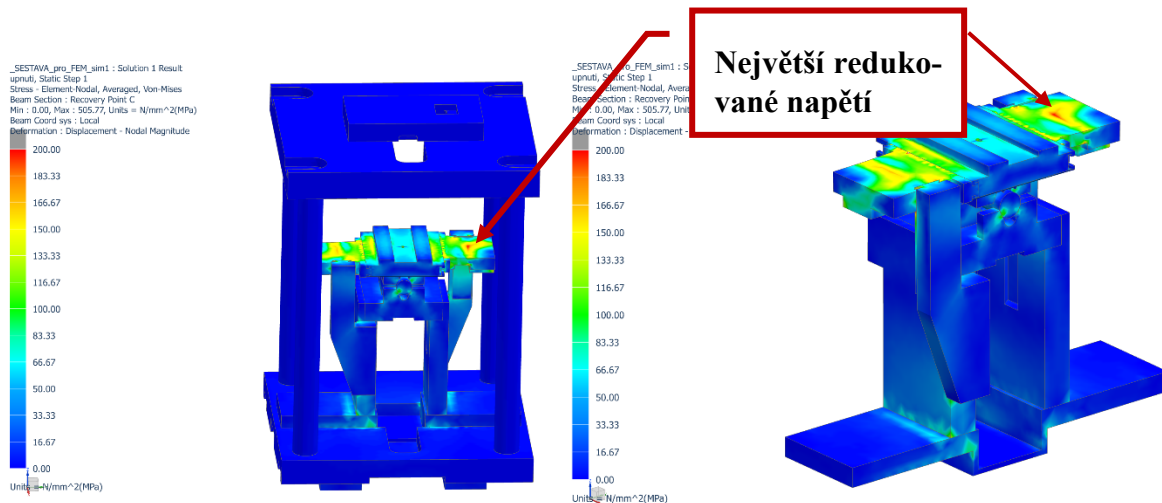 _SESTAVA_pro_FEM_sim1 : Solution 1 Result
upnuti, Static Step 1
Stress - Element-Nodal, Averaged, Von-Mises
Beam Section : Recovery Point C
Min : 0.00, Max : 505.77, Units = N/mm^2(MPa)
Beam Coord sys : Local
Deformation : Displacement - Nodal Magnitude
200.00
183.33
166.67
150.00
133.33
116.67
100.00
83.33
66.67
50.00
33.33
16.67
0.00
Units = N/mm^2(MPa)
Největší reduko-
vané napětí
_SESTAVA_pro_FEM_sim1 : S
upnuti, Static Step 1
Stress - Element-Nodal, Avera
Beam Section : Recovery Poin
Min : 0.00, Max : 505.77, Unit
Beam Coord sys : Local
Deformation : Displacement -
200.00
183.33
166.67
150.00
133.33
116.67
100.00
83.33
66.67
50.00
33.33
16.67
0.00
Units = N/mm^2(MPa)